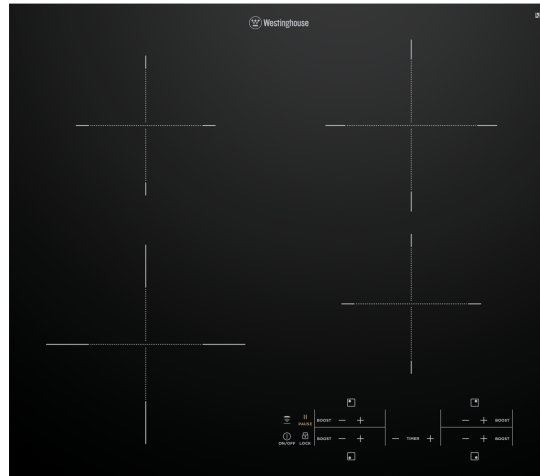 Westinghouse
PAUSE BOOST − + − + BOOST
ON/OFF LOCK BOOST − + − TIMER + − + BOOST